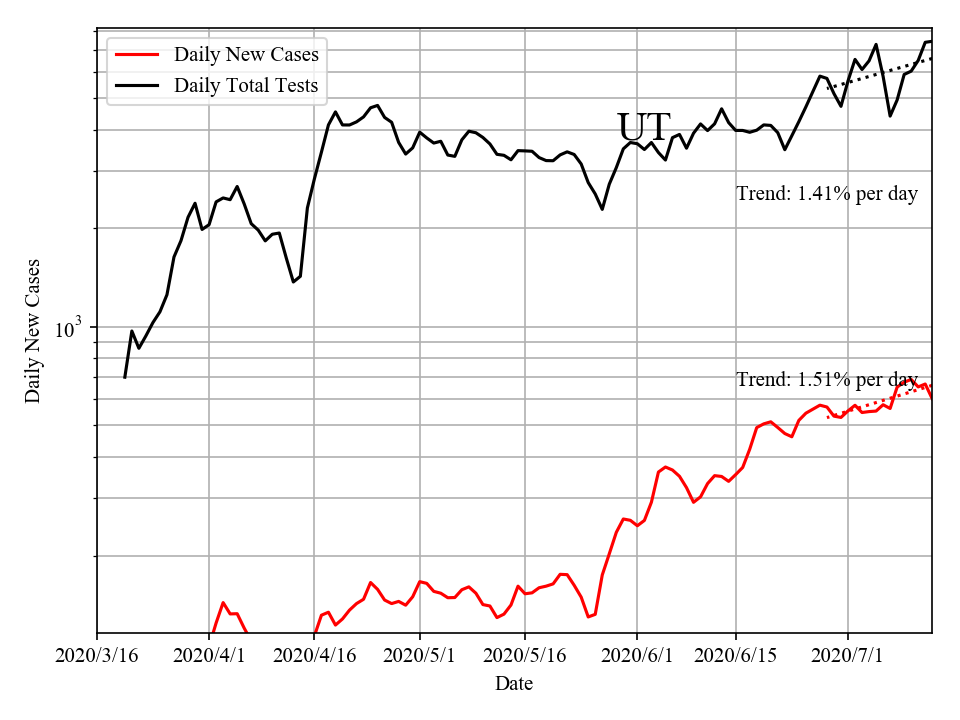 Daily New Cases
Daily Total Tests
UT
Trend: 1.41% per day
Trend: 1.51% per day
Daily New Cases
10³
2020/3/16 2020/4/1 2020/4/16 2020/5/1 2020/5/16 2020/6/1 2020/6/15 2020/7/1
Date